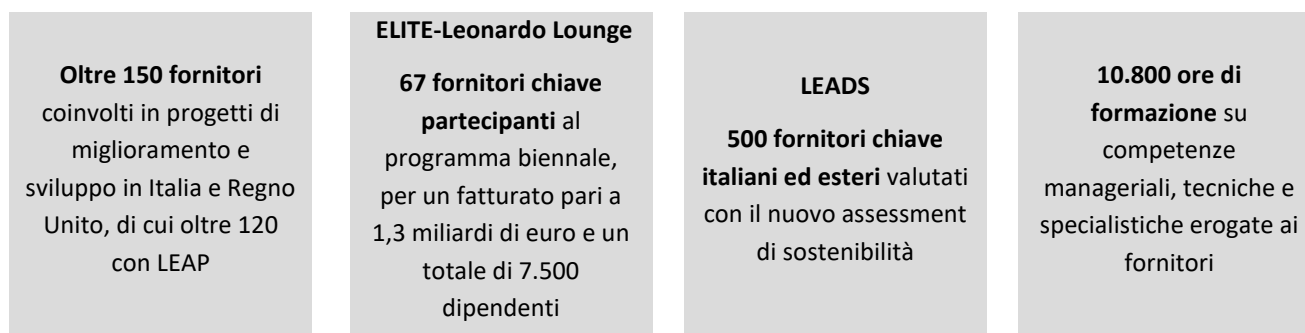 Oltre 150 fornitori
coinvolti in progetti di
miglioramento e
sviluppo in Italia e Regno
Unito, di cui oltre 120
con LEAP
ELITE-Leonardo Lounge
67 fornitori chiave
partecipanti al
programma biennale,
per un fatturato pari a
1,3 miliardi di euro e un
totale di 7.500
dipendenti
LEADS
500 fornitori chiave
italiani ed esteri valutati
con il nuovo assessment
di sostenibilità
10.800 ore di
formazione su
competenze
manageriali, tecniche e
specialistiche erogate ai
fornitori